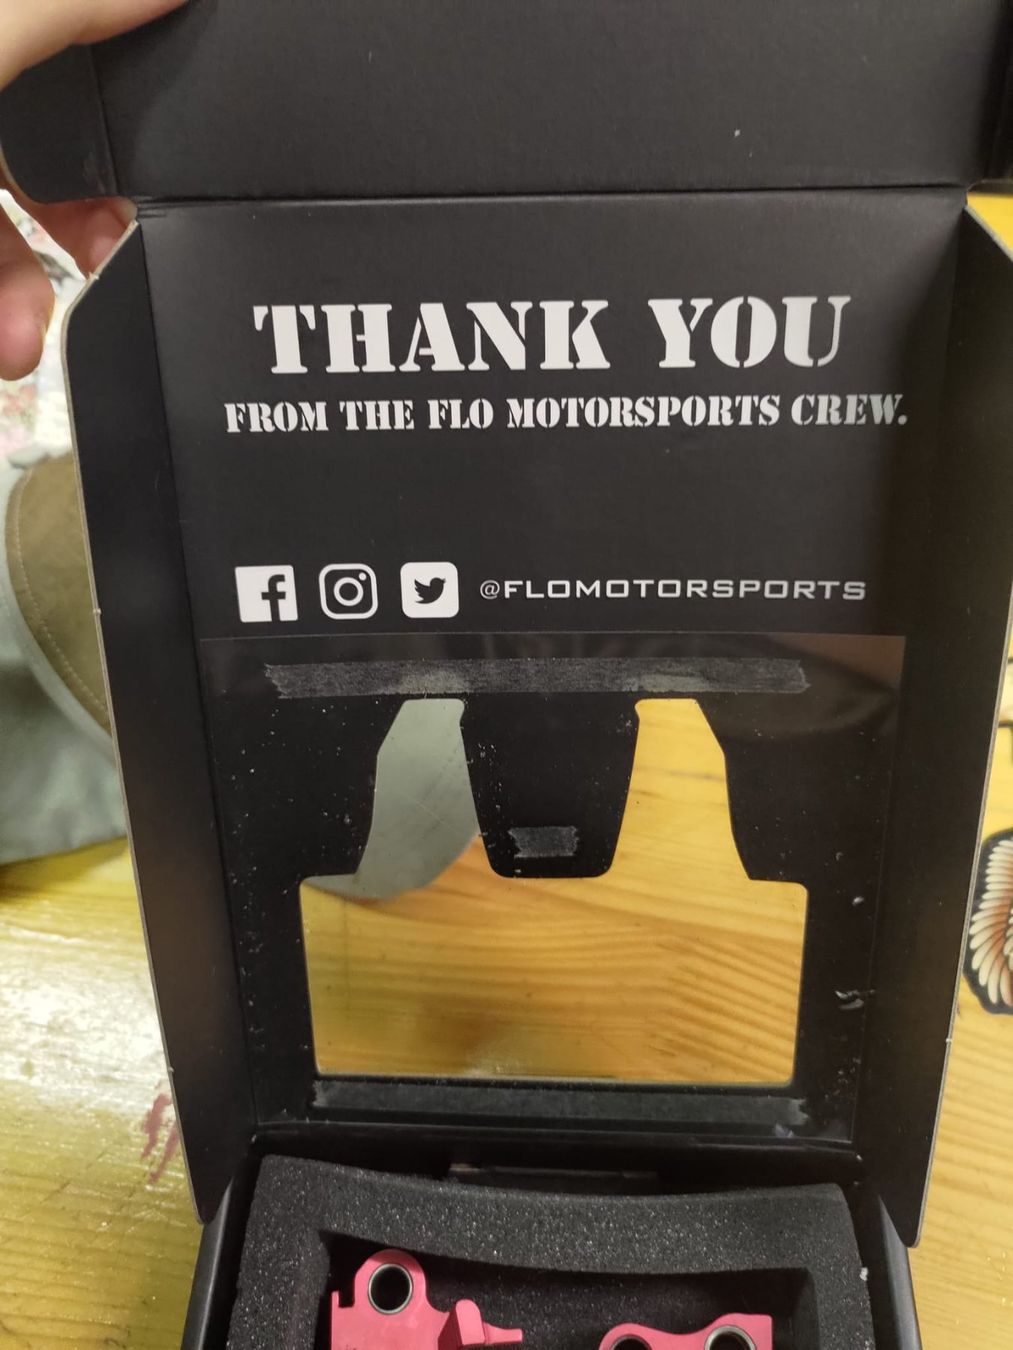 THANK YOU
FROM THE FLO MOTORSPORTS CREW.
@FLOMOTORSPORTS